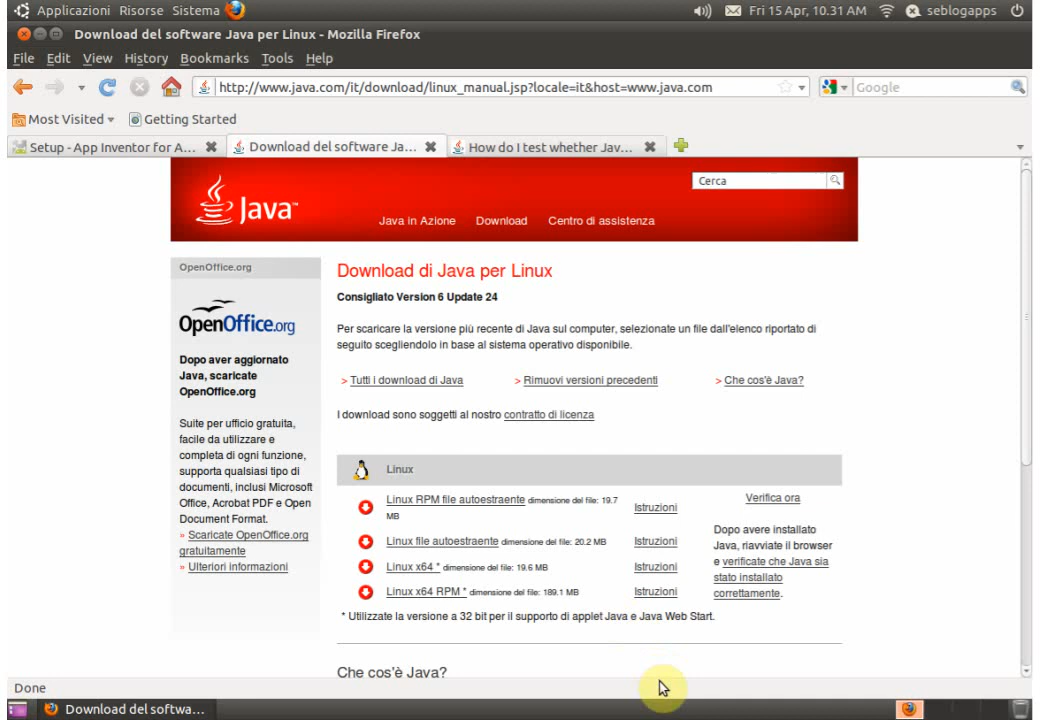 Applicazioni Risorse Sistema Fri 15 Apr, 10.31 AM seblogapps
Download del software Java per Linux - Mozilla Firefox
File Edit View History Bookmarks Tools Help
http://www.java.com/it/download/linux_manual.jsp?locale=it&host=www.java.com Google
Most Visited Getting Started
Setup - App Inventor for A... Download del software Ja... How do I test whether Jav...
Cerca
Java™
Java in Azione Download Centro di assistenza
OpenOffice.org
OpenOffice.org
Dopo aver aggiornato
Java, scaricate
OpenOffice.org
Suite per ufficio gratuita,
facile da utilizzare e
completa di ogni funzione,
supporta qualsiasi tipo di
documenti, inclusi Microsoft
Office, Acrobat PDF e Open
Document Format.
» Scaricate OpenOffice.org
gratuitamente
» Ulteriori informazioni
Download di Java per Linux
Consigliato Version 6 Update 24
Per scaricare la versione più recente di Java sul computer, selezionate un file dall'elenco riportato di
seguito scegliendolo in base al sistema operativo disponibile.
> Tutti i download di Java > Rimuovi versioni precedenti > Che cos'è Java?
I download sono soggetti al nostro contratto di licenza
Linux
Linux RPM file autoestraente dimensione del file: 19.7
MB
Istruzioni
Linux file autoestraente dimensione del file: 20.2 MB Istruzioni
Linux x64 * dimensione del file: 19.6 MB Istruzioni
Linux x64 RPM * dimensione del file: 189.1 MB Istruzioni
Verifica ora
Dopo avere installato
Java, riavviate il browser
e verificate che Java sia
stato installato
correttamente.
* Utilizzate la versione a 32 bit per il supporto di applet Java e Java Web Start.
Che cos'è Java?
Done
Download del softwa...